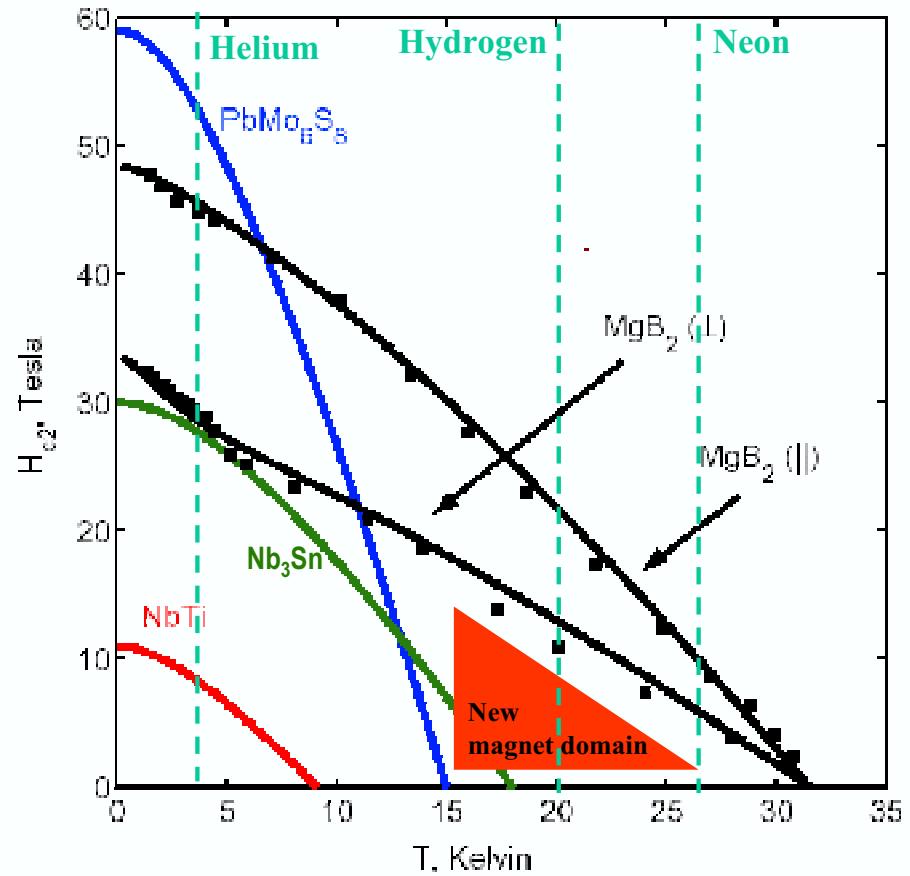 60
50
40
30
20
10
0
H_c2, Tesla
Helium
Hydrogen
Neon
PbMo6S8
MgB2 (⊥)
MgB2 (||)
Nb3Sn
NbTi
New
magnet domain
0 5 10 15 20 25 30 35
T, Kelvin